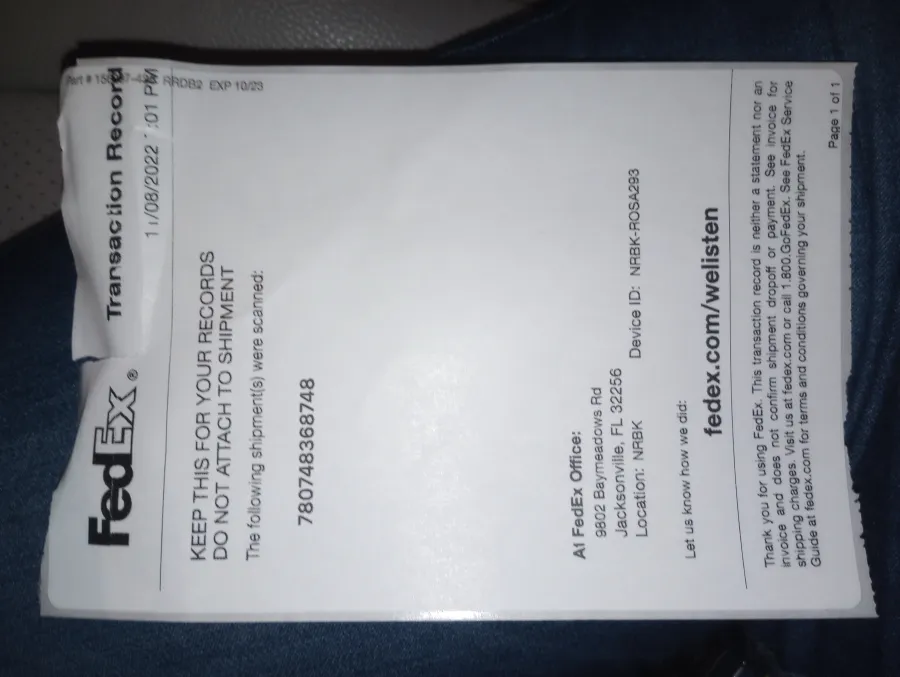 FedEx®
Transaction Record
RRDB2 EXP 10/23
KEEP THIS FOR YOUR RECORDS
DO NOT ATTACH TO SHIPMENT
The following shipment(s) were scanned:
780748368748
At FedEx Office:
9802 Baymeadows Rd
Jacksonville, FL 32256
Location: NRBK Device ID: NRBK-ROSA293
Let us know how we did:
fedex.com/welisten
Thank you for using FedEx. This transaction record is neither a statement nor an
invoice and does not confirm shipment dropoff or payment. See invoice for
shipping charges. Visit us at fedex.com or call 1.800.GoFedEx. See FedEx Service
Guide at fedex.com for terms and conditions governing your shipment.
Page 1 of 1